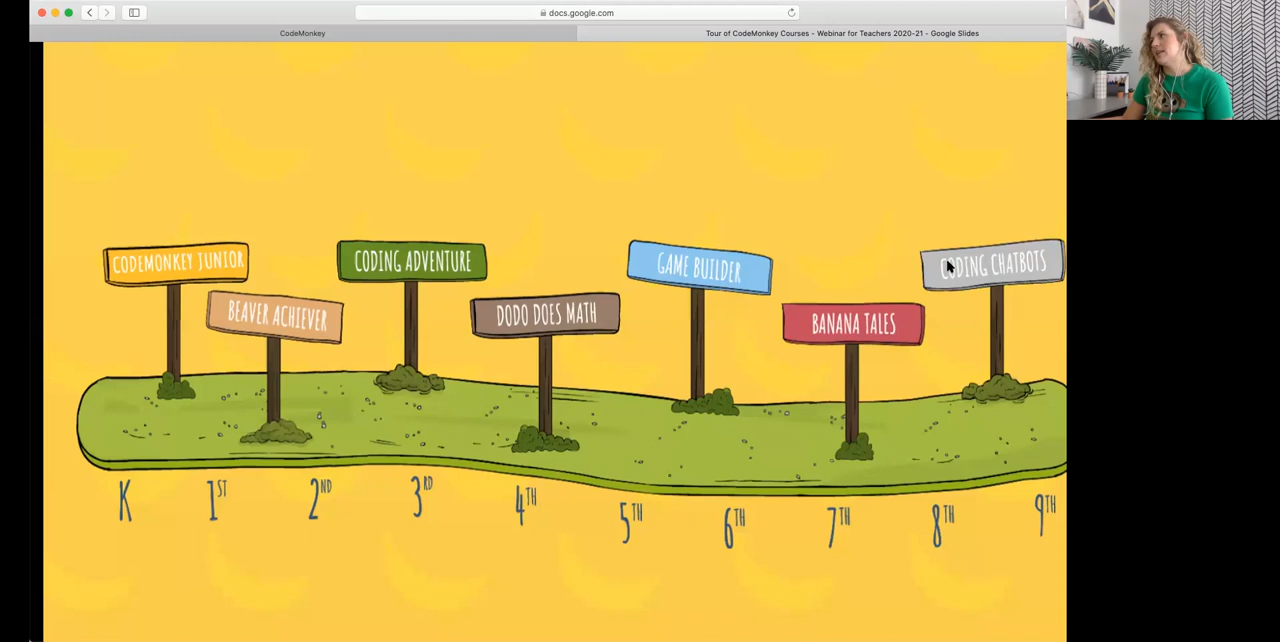 docs.google.com
CodeMonkey
Tour of CodeMonkey Courses - Webinar for Teachers 2020-21 - Google Slides
CODEMONKEY JUNIOR
BEAVER ACHIEVER
CODING ADVENTURE
DODO DOES MATH
GAME BUILDER
BANANA TALES
CODING CHATBOTS
K
1ST
2ND
3RD
4TH
5TH
6TH
7TH
8TH
9TH